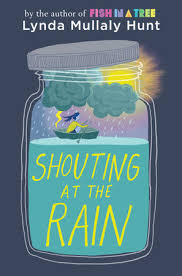 by the author of FISH IN A TREE
Lynda Mullaly Hunt
SHOUTING
AT THE
RAIN